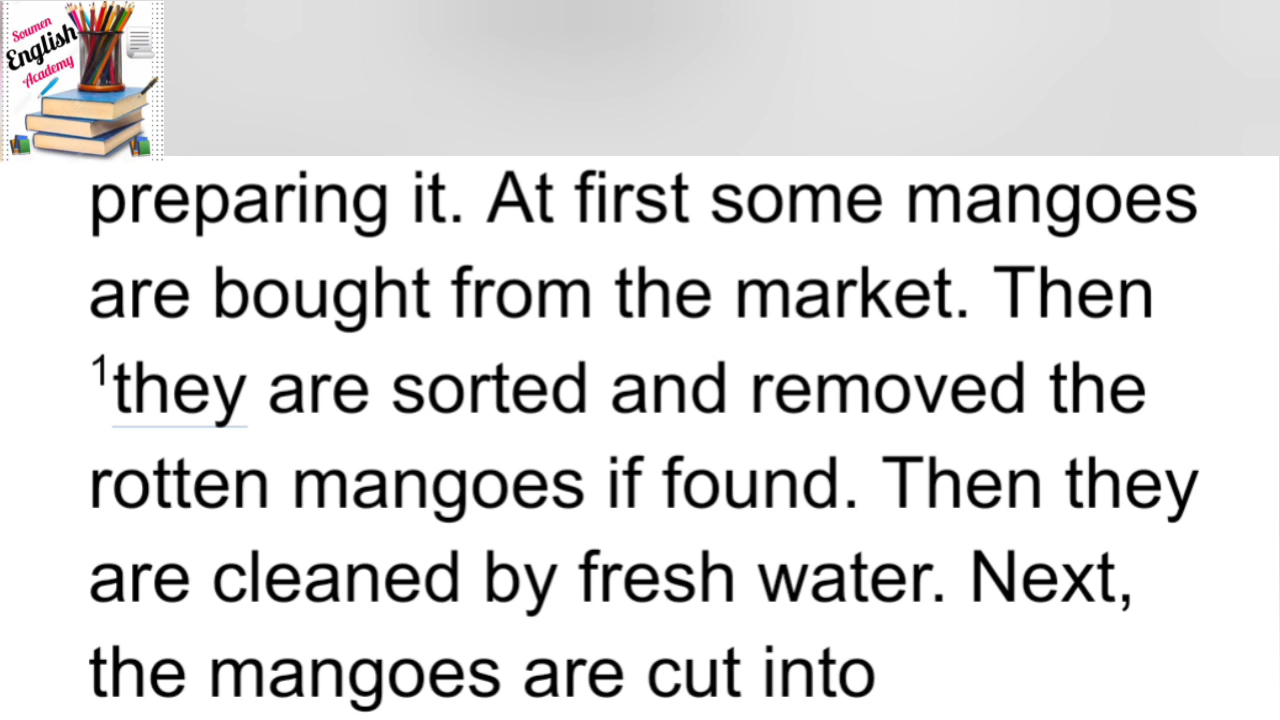 Soumen
English
Academy
preparing it. At first some mangoes
are bought from the market. Then
¹they are sorted and removed the
rotten mangoes if found. Then they
are cleaned by fresh water. Next,
the mangoes are cut into